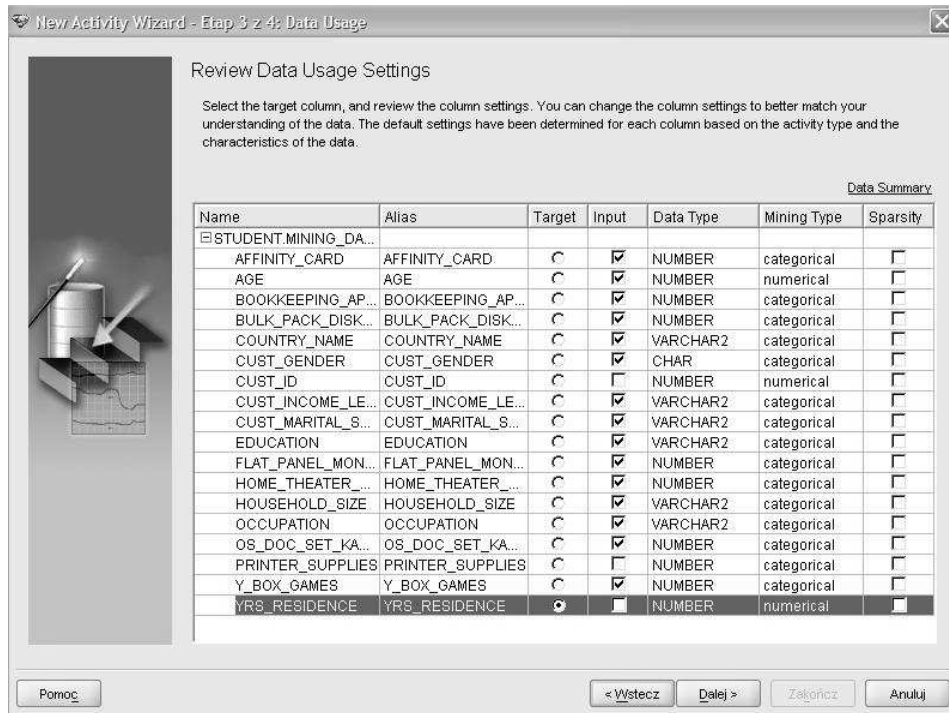 New Activity Wizard - Etap 3 z 4: Data Usage
Review Data Usage Settings
Select the target column, and review the column settings. You can change the column settings to better match your
understanding of the data. The default settings have been determined for each column based on the activity type and the
characteristics of the data.
Data Summary
Name Alias Target Input Data Type Mining Type Sparsity
STUDENT.MINING_DA...
AFFINITY_CARD AFFINITY_CARD NUMBER categorical
AGE AGE NUMBER numerical
BOOKKEEPING_AP... BOOKKEEPING_AP... NUMBER categorical
BULK_PACK_DISK... BULK_PACK_DISK... NUMBER categorical
COUNTRY_NAME COUNTRY_NAME VARCHAR2 categorical
CUST_GENDER CUST_GENDER CHAR categorical
CUST_ID CUST_ID NUMBER numerical
CUST_INCOME_LE... CUST_INCOME_LE... VARCHAR2 categorical
CUST_MARITAL_S... CUST_MARITAL_S... VARCHAR2 categorical
EDUCATION EDUCATION VARCHAR2 categorical
FLAT_PANEL_MON... FLAT_PANEL_MON... NUMBER categorical
HOME_THEATER_... HOME_THEATER_... NUMBER categorical
HOUSEHOLD_SIZE HOUSEHOLD_SIZE VARCHAR2 categorical
OCCUPATION OCCUPATION VARCHAR2 categorical
OS_DOC_SET_KA... OS_DOC_SET_KA... NUMBER categorical
PRINTER_SUPPLIES PRINTER_SUPPLIES NUMBER categorical
Y_BOX_GAMES Y_BOX_GAMES NUMBER categorical
YRS_RESIDENCE YRS_RESIDENCE NUMBER numerical
Pomoc < Wstecz Dalej > Zakończ Anuluj